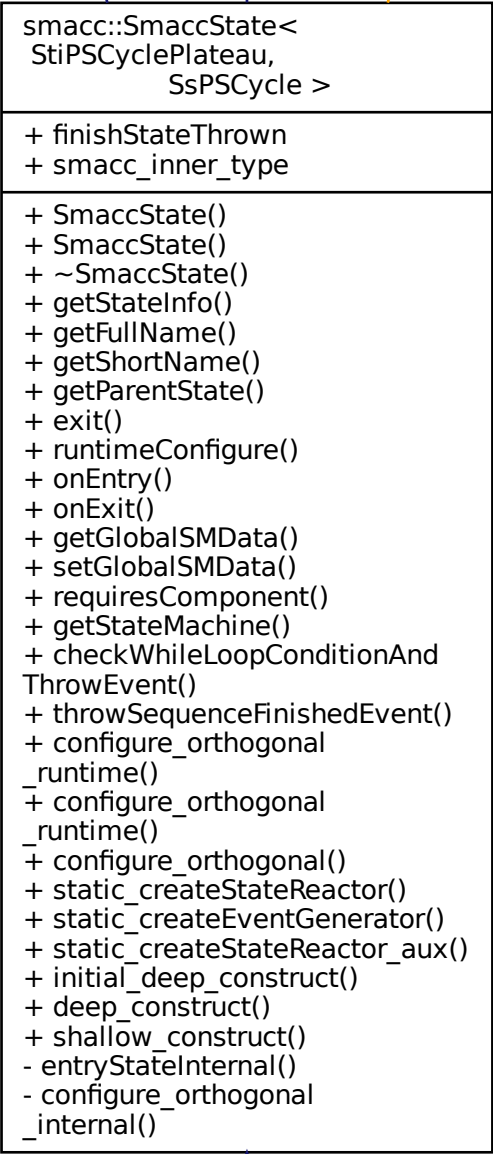 smacc::SmaccState<
StiPSCyclePlateau,
SsPSCycle >
+ finishStateThrown
+ smacc_inner_type
+ SmaccState()
+ SmaccState()
+ ~SmaccState()
+ getStateInfo()
+ getFullName()
+ getShortName()
+ getParentState()
+ exit()
+ runtimeConfigure()
+ onEntry()
+ onExit()
+ getGlobalSMData()
+ setGlobalSMData()
+ requiresComponent()
+ getStateMachine()
+ checkWhileLoopConditionAnd
ThrowEvent()
+ throwSequenceFinishedEvent()
+ configure_orthogonal
_runtime()
+ configure_orthogonal
_runtime()
+ configure_orthogonal()
+ static_createStateReactor()
+ static_createEventGenerator()
+ static_createStateReactor_aux()
+ initial_deep_construct()
+ deep_construct()
+ shallow_construct()
- entryStateInternal()
- configure_orthogonal
_internal()